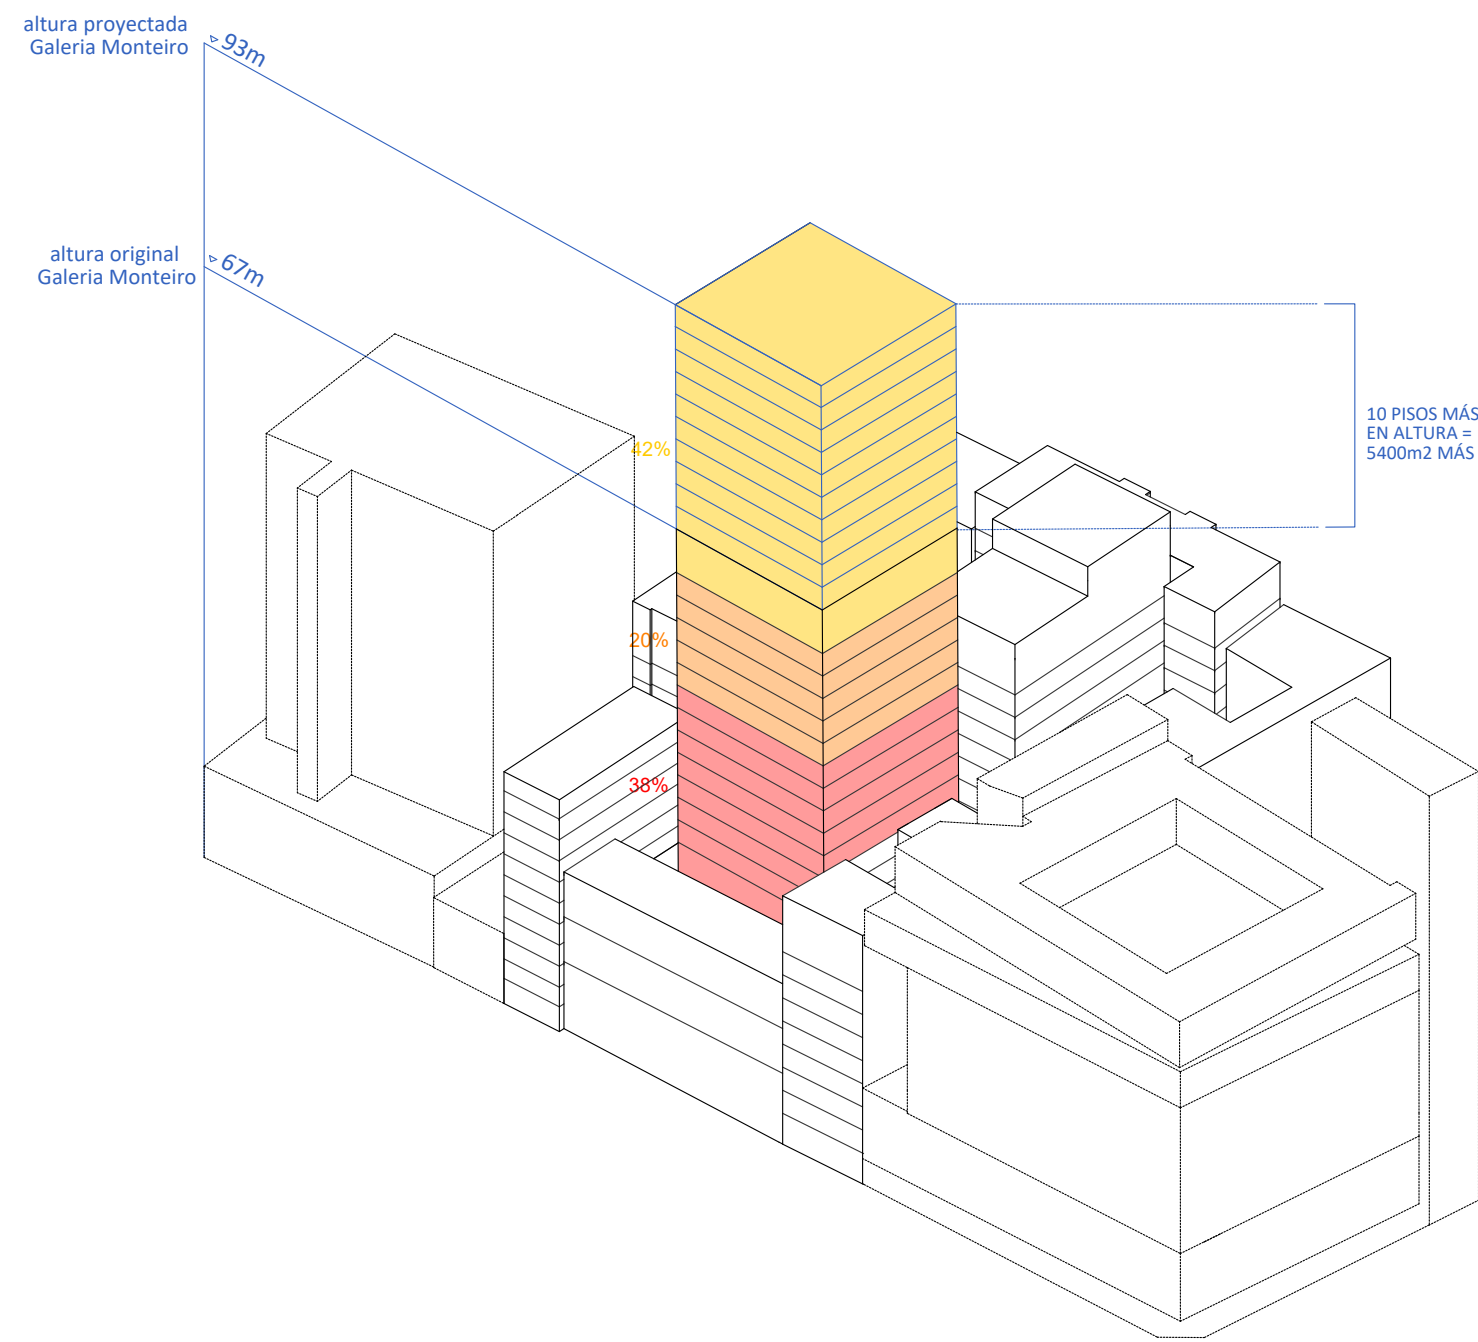 altura proyectada
Galeria Monteiro
93m
altura original
Galeria Monteiro
67m
10 PISOS MÁS
EN ALTURA =
5400m2 MÁS
42%
20%
38%